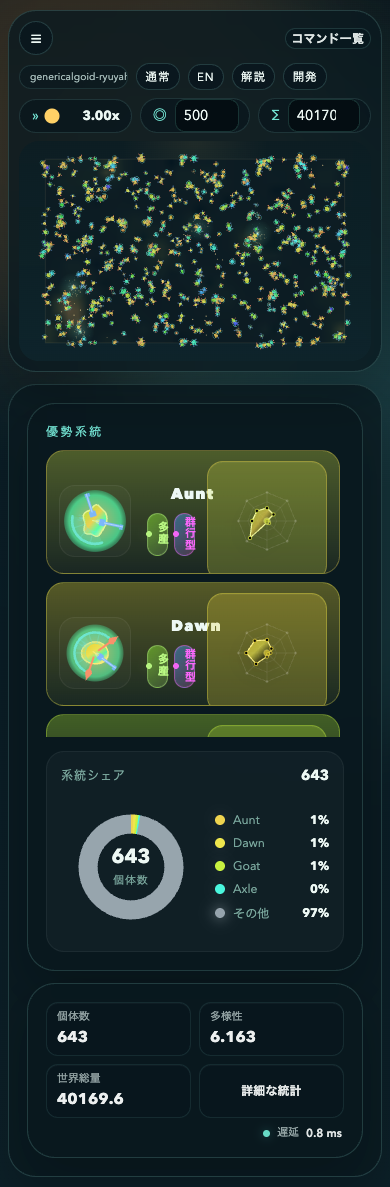 ≡ コマンド一覧
genericalgoid-ryuyah 通常 EN 解説 開発
» 3.00x ◎ 500 Σ 40170
優勢系統
Aunt
多産 群行型
Dawn
多産 群行型
系統シェア 643
643
個体数
Aunt 1%
Dawn 1%
Goat 1%
Axle 0%
その他 97%
個体数 多様性
643 6.163
世界総量
40169.6 詳細な統計
遅延 0.8 ms